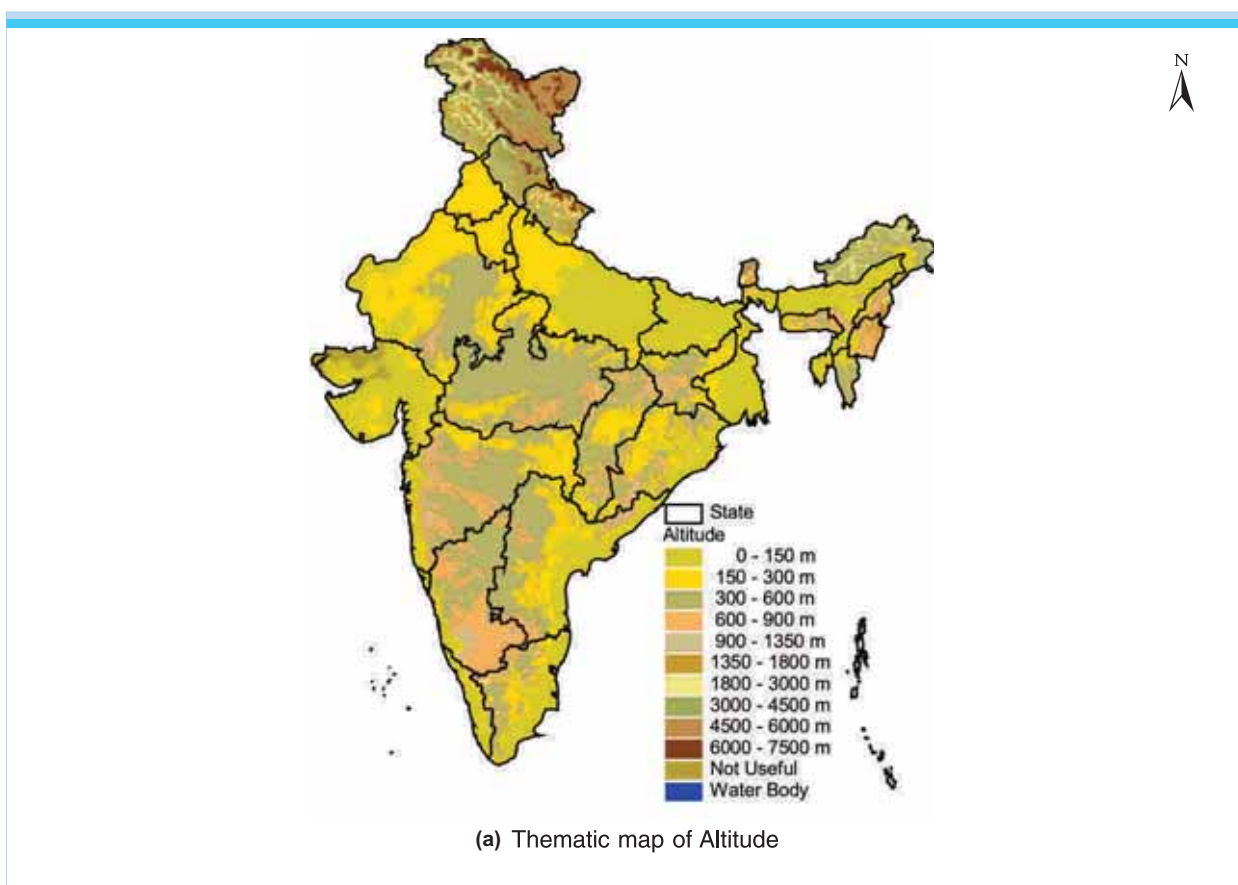 N
State
Altitude
0 - 150 m
150 - 300 m
300 - 600 m
600 - 900 m
900 - 1350 m
1350 - 1800 m
1800 - 3000 m
3000 - 4500 m
4500 - 6000 m
6000 - 7500 m
Not Useful
Water Body
(a) Thematic map of Altitude